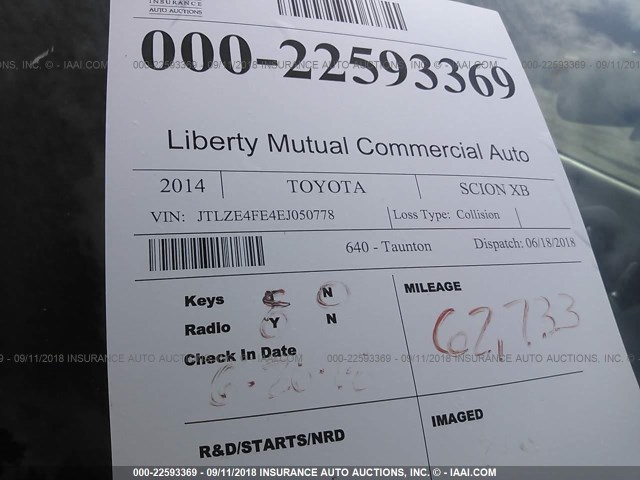 INSURANCE
AUTO AUCTIONS
000-22593369
Liberty Mutual Commercial Auto
2014 TOYOTA SCION XB
VIN: JTLZE4FE4EJ050778 Loss Type: Collision
640 - Taunton Dispatch: 06/18/2018
Keys N
Radio Y N
Check In Date
MILEAGE
62,733
R&D/STARTS/NRD
IMAGED
000-22593369 - 09/11/2018 INSURANCE AUTO AUCTIONS, INC. - © - IAAI.COM